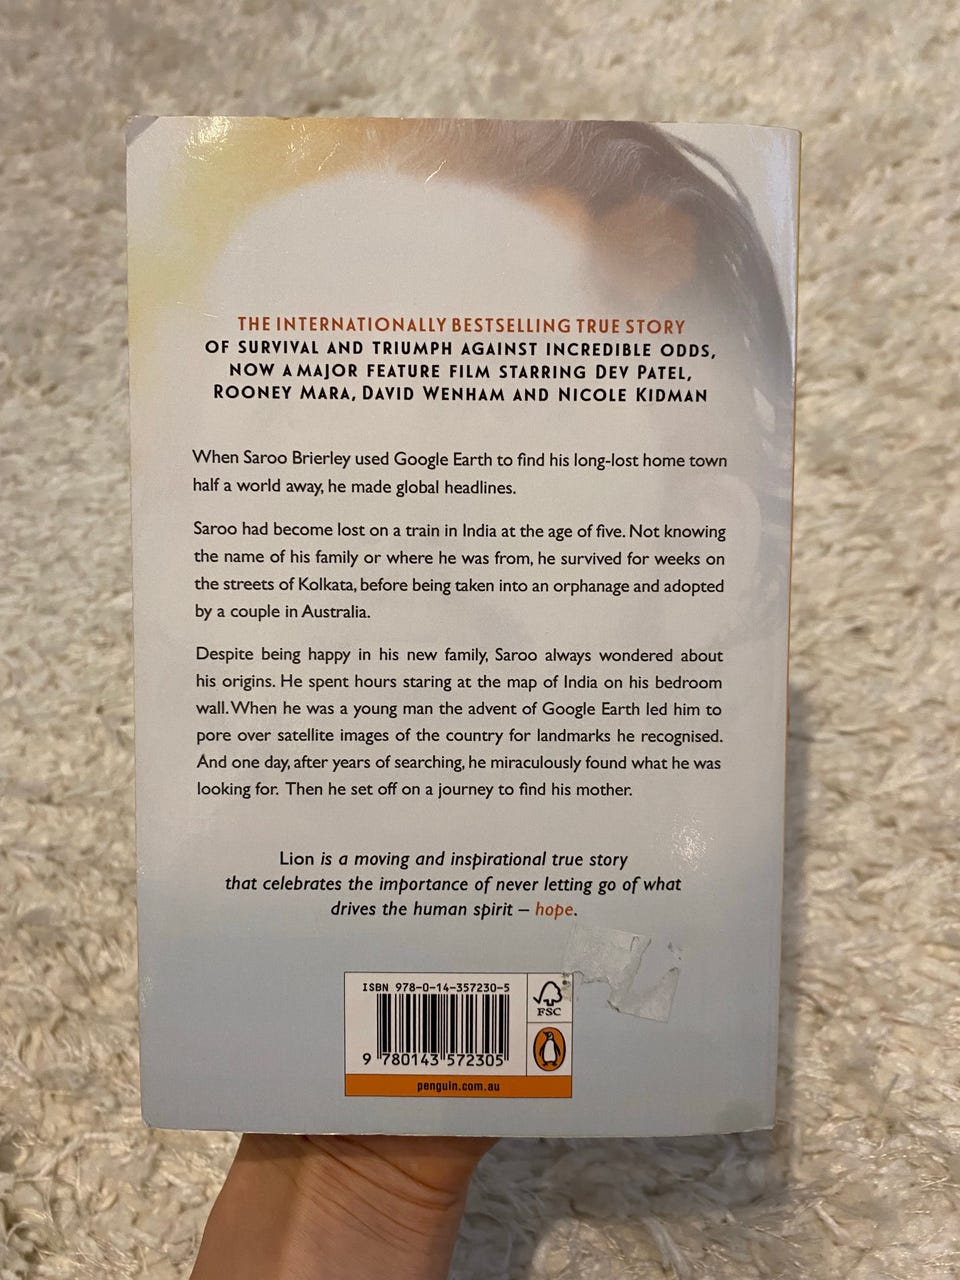 THE INTERNATIONALLY BESTSELLING TRUE STORY
OF SURVIVAL AND TRIUMPH AGAINST INCREDIBLE ODDS,
NOW A MAJOR FEATURE FILM STARRING DEV PATEL,
ROONEY MARA, DAVID WENHAM AND NICOLE KIDMAN
When Saroo Brierley used Google Earth to find his long-lost home town
half a world away, he made global headlines.
Saroo had become lost on a train in India at the age of five. Not knowing
the name of his family or where he was from, he survived for weeks on
the streets of Kolkata, before being taken into an orphanage and adopted
by a couple in Australia.
Despite being happy in his new family, Saroo always wondered about
his origins. He spent hours staring at the map of India on his bedroom
wall. When he was a young man the advent of Google Earth led him to
pore over satellite images of the country for landmarks he recognised.
And one day, after years of searching, he miraculously found what he was
looking for. Then he set off on a journey to find his mother.
Lion is a moving and inspirational true story
that celebrates the importance of never letting go of what
drives the human spirit – hope.
ISBN 978-0-14-357230-5
9 780143 572305
FSC
penguin.com.au